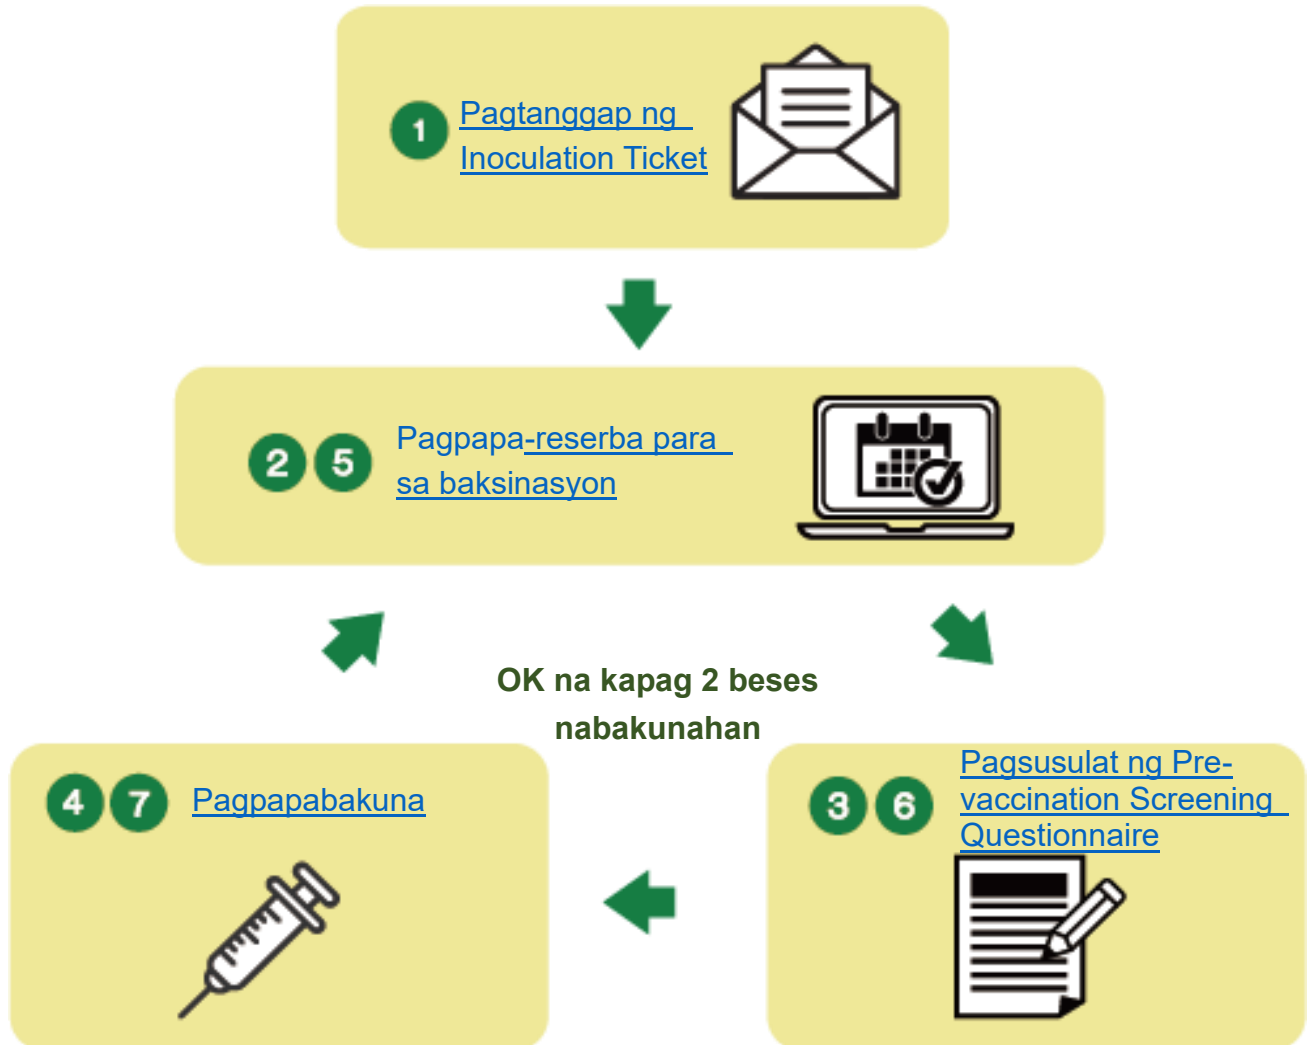 1 Pagtanggap ng
Inoculation Ticket
2 5 Pagpapa-reserba para
sa baksinasyon
OK na kapag 2 beses
nabakunahan
4 7 Pagpapabakuna
3 6 Pagsusulat ng Pre-
vaccination Screening
Questionnaire